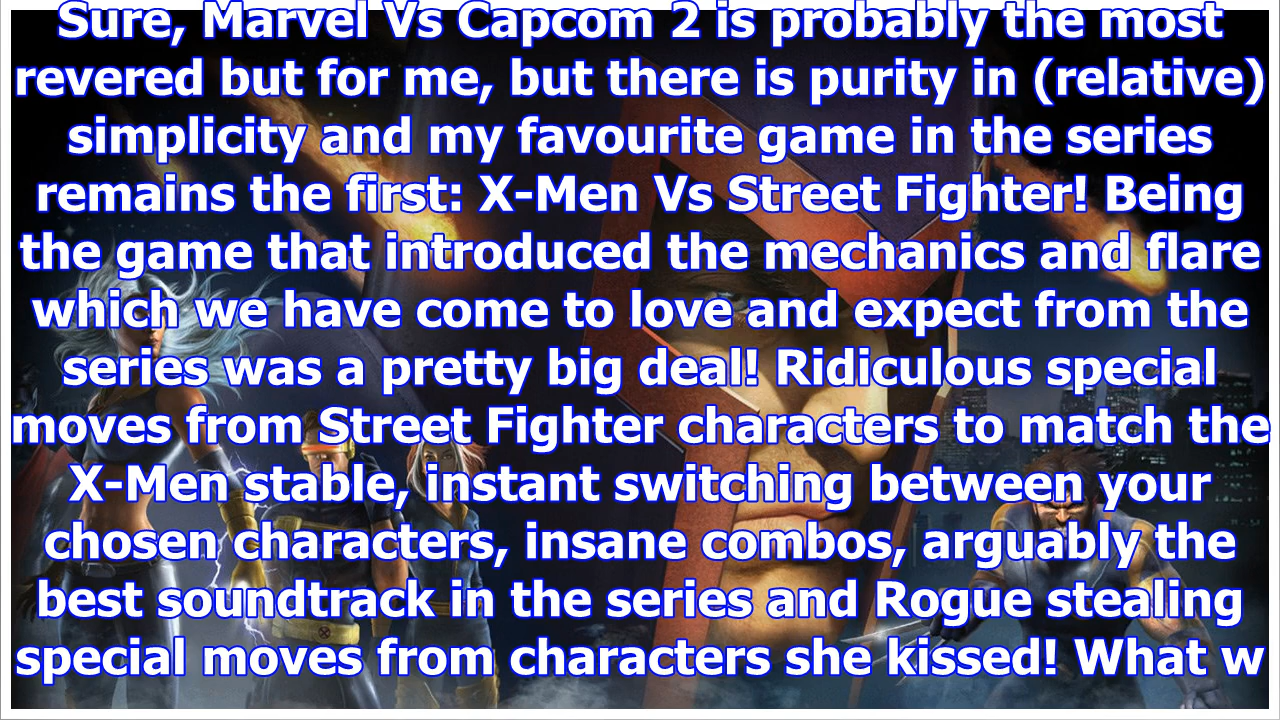 Sure, Marvel Vs Capcom 2 is probably the most
revered but for me, but there is purity in (relative)
simplicity and my favourite game in the series
remains the first: X-Men Vs Street Fighter! Being
the game that introduced the mechanics and flare
which we have come to love and expect from the
series was a pretty big deal! Ridiculous special
moves from Street Fighter characters to match the
X-Men stable, instant switching between your
chosen characters, insane combos, arguably the
best soundtrack in the series and Rogue stealing
special moves from characters she kissed! What w